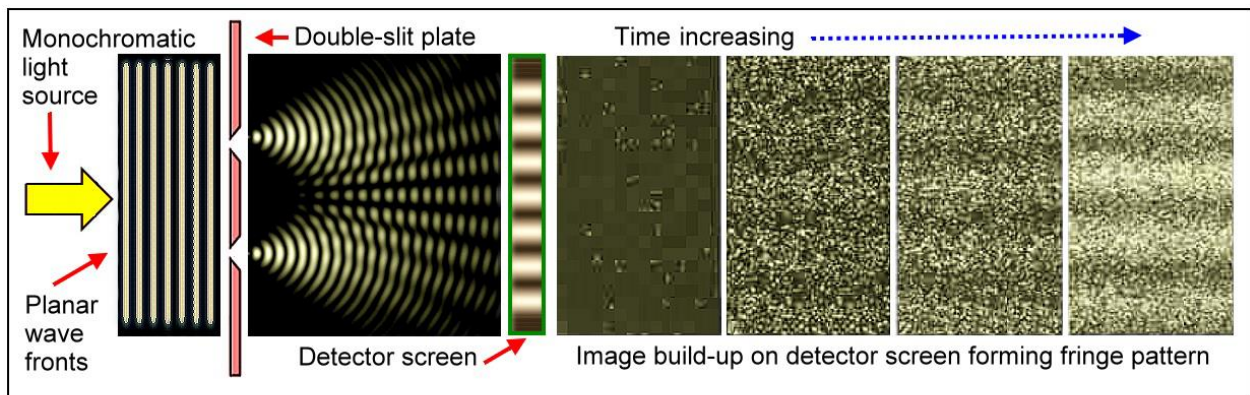 Monochromatic
light
source
Double-slit plate
Time increasing
Planar
wave
fronts
Detector screen
Image build-up on detector screen forming fringe pattern